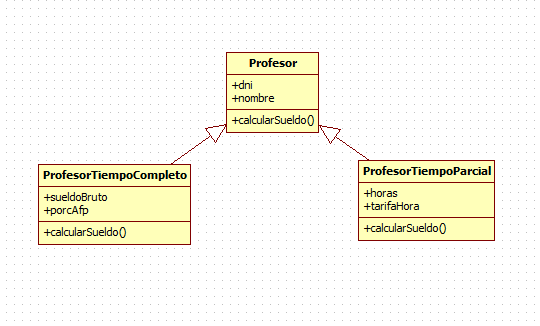 Profesor
+dni
+nombre
+calcularSueldo()
ProfesorTiempoCompleto
+sueldoBruto
+porcAfp
+calcularSueldo()
ProfesorTiempoParcial
+horas
+tarifaHora
+calcularSueldo()